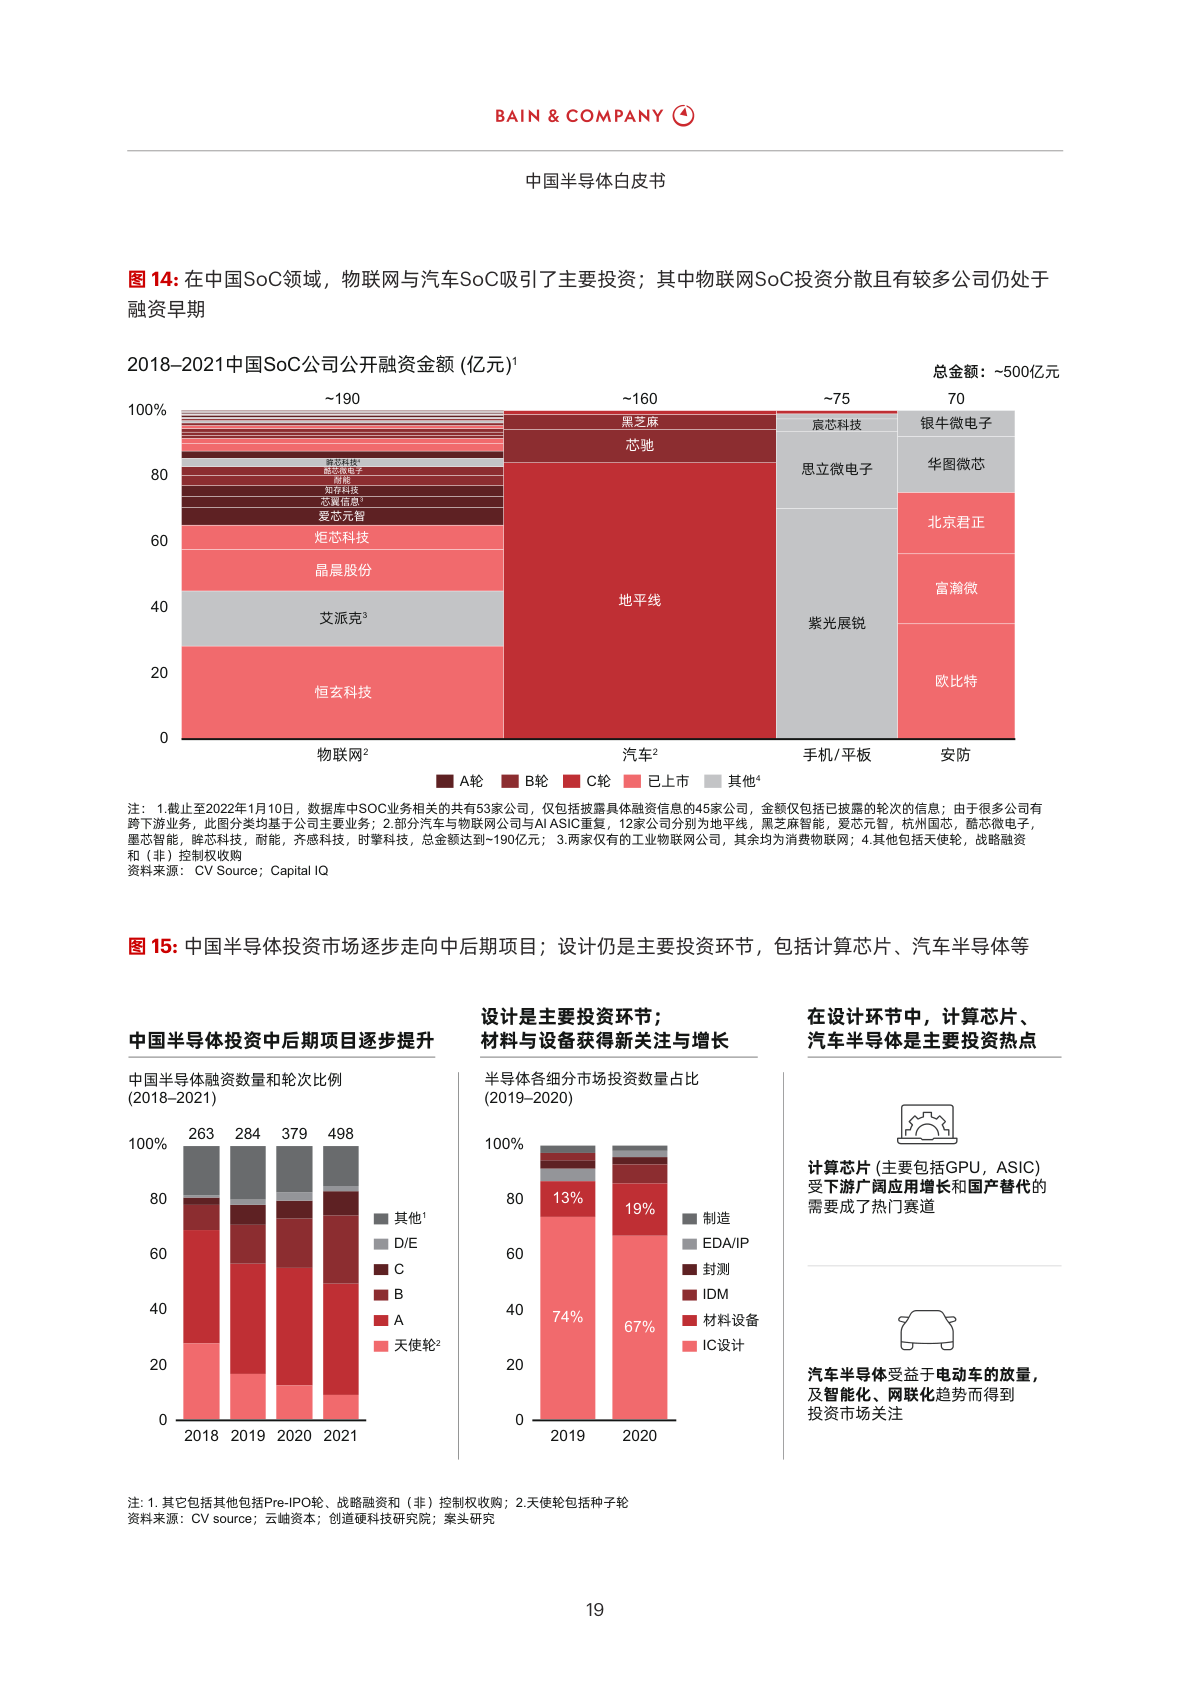 BAIN & COMPANY
中国半导体白皮书
图 14: 在中国SoC领域，物联网与汽车SoC吸引了主要投资；其中物联网SoC投资分散且有较多公司仍处于
融资早期
2018–2021中国SoC公司公开融资金额 (亿元)1
总金额：~500亿元
~190 ~160 ~75 70
100%
80
60
40
20
0
眸芯科技4
酷芯微电子
耐能
知存科技
芯翼信息3
爱芯元智
炬芯科技
晶晨股份
艾派克3
恒玄科技
黑芝麻
芯驰
地平线
宸芯科技
思立微电子
紫光展锐
银牛微电子
华图微芯
北京君正
富瀚微
欧比特
物联网2 汽车2 手机/平板 安防
A轮 B轮 C轮 已上市 其他4
注： 1.截止至2022年1月10日，数据库中SOC业务相关的共有53家公司，仅包括披露具体融资信息的45家公司，金额仅包括已披露的轮次的信息；由于很多公司有
跨下游业务，此图分类均基于公司主要业务；2.部分汽车与物联网公司与AI ASIC重复，12家公司分别为地平线，黑芝麻智能，爱芯元智，杭州国芯，酷芯微电子，
墨芯智能，眸芯科技，耐能，齐感科技，时擎科技，总金额达到~190亿元； 3.两家仅有的工业物联网公司，其余均为消费物联网；4.其他包括天使轮，战略融资
和（非）控制权收购
资料来源： CV Source；Capital IQ
图 15: 中国半导体投资市场逐步走向中后期项目；设计仍是主要投资环节，包括计算芯片、汽车半导体等
中国半导体投资中后期项目逐步提升
中国半导体融资数量和轮次比例
(2018–2021)
263 284 379 498
100%
80
60
40
20
0
2018 2019 2020 2021
其他1
D/E
C
B
A
天使轮2
设计是主要投资环节；
材料与设备获得新关注与增长
半导体各细分市场投资数量占比
(2019–2020)
100%
80
60
40
20
0
13%
74%
19%
67%
2019 2020
制造
EDA/IP
封测
IDM
材料设备
IC设计
在设计环节中，计算芯片、
汽车半导体是主要投资热点
计算芯片 (主要包括GPU，ASIC)
受下游广阔应用增长和国产替代的
需要成了热门赛道
汽车半导体受益于电动车的放量，
及智能化、网联化趋势而得到
投资市场关注
注: 1. 其它包括其他包括Pre-IPO轮、战略融资和（非）控制权收购；2.天使轮包括种子轮
资料来源：CV source；云岫资本；创道硬科技研究院；案头研究
19